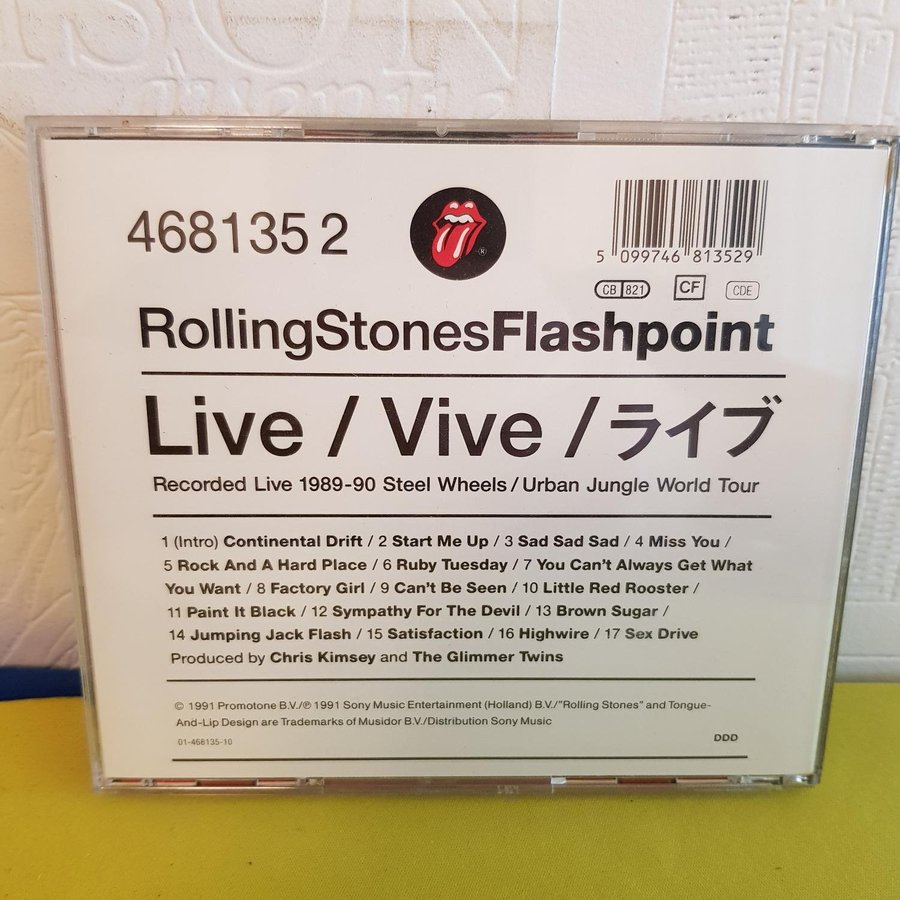 468135 2
5 099746 813529
CB 821 CF CDE
RollingStonesFlashpoint
Live / Vive / ライブ
Recorded Live 1989-90 Steel Wheels / Urban Jungle World Tour
1 (Intro) Continental Drift / 2 Start Me Up / 3 Sad Sad Sad / 4 Miss You /
5 Rock And A Hard Place / 6 Ruby Tuesday / 7 You Can't Always Get What
You Want / 8 Factory Girl / 9 Can't Be Seen / 10 Little Red Rooster /
11 Paint It Black / 12 Sympathy For The Devil / 13 Brown Sugar /
14 Jumping Jack Flash / 15 Satisfaction / 16 Highwire / 17 Sex Drive
Produced by Chris Kimsey and The Glimmer Twins
© 1991 Promotone B.V./℗ 1991 Sony Music Entertainment (Holland) B.V./"Rolling Stones" and Tongue-
And-Lip Design are Trademarks of Musidor B.V./Distribution Sony Music
01-468135-10 DDD